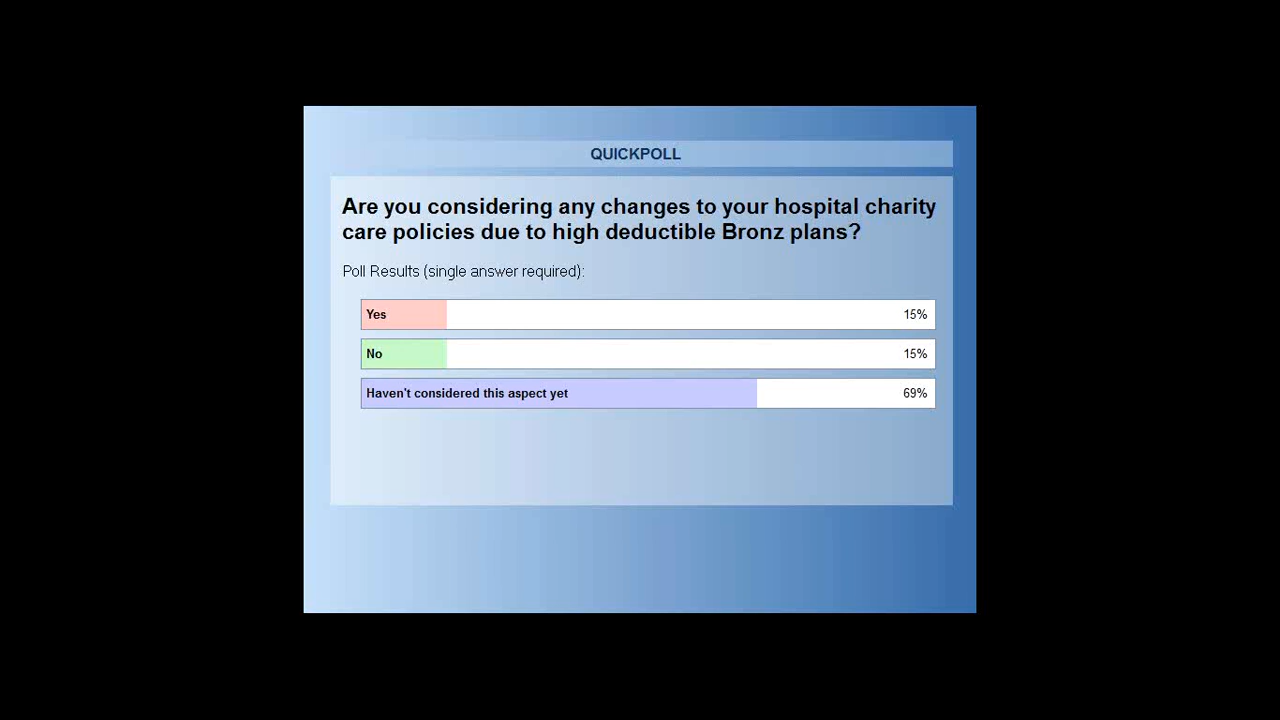 QUICKPOLL
Are you considering any changes to your hospital charity
care policies due to high deductible Bronz plans?
Poll Results (single answer required):
Yes 15%
No 15%
Haven't considered this aspect yet 69%